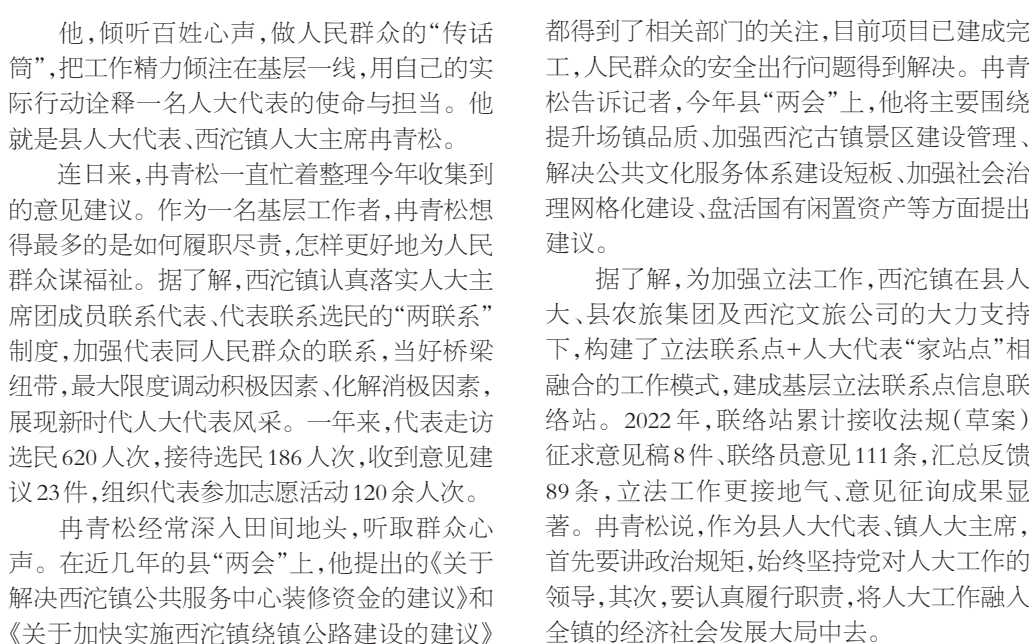 他,倾听百姓心声,做人民群众的“传话
筒”,把工作精力倾注在基层一线,用自己的实
际行动诠释一名人大代表的使命与担当。他
就是县人大代表、西沱镇人大主席冉青松。
连日来,冉青松一直忙着整理今年收集到
的意见建议。作为一名基层工作者,冉青松想
得最多的是如何履职尽责,怎样更好地为人民
群众谋福祉。据了解,西沱镇认真落实人大主
席团成员联系代表、代表联系选民的“两联系”
制度,加强代表同人民群众的联系,当好桥梁
纽带,最大限度调动积极因素、化解消极因素,
展现新时代人大代表风采。一年来,代表走访
选民620人次,接待选民186人次,收到意见建
议23件,组织代表参加志愿活动120余人次。
冉青松经常深入田间地头,听取群众心
声。在近几年的县“两会”上,他提出的《关于
解决西沱镇公共服务中心装修资金的建议》和
《关于加快实施西沱镇绕镇公路建设的建议》
都得到了相关部门的关注,目前项目已建成完
工,人民群众的安全出行问题得到解决。冉青
松告诉记者,今年县“两会”上,他将主要围绕
提升场镇品质、加强西沱古镇景区建设管理、
解决公共文化服务体系建设短板、加强社会治
理网格化建设、盘活国有闲置资产等方面提出
建议。
据了解,为加强立法工作,西沱镇在县人
大、县农旅集团及西沱文旅公司的大力支持
下,构建了立法联系点+人大代表“家站点”相
融合的工作模式,建成基层立法联系点信息联
络站。2022年,联络站累计接收法规(草案)
征求意见稿8件、联络员意见111条,汇总反馈
89条,立法工作更接地气、意见征询成果显
著。冉青松说,作为县人大代表、镇人大主席,
首先要讲政治规矩,始终坚持党对人大工作的
领导,其次,要认真履行职责,将人大工作融入
全镇的经济社会发展大局中去。